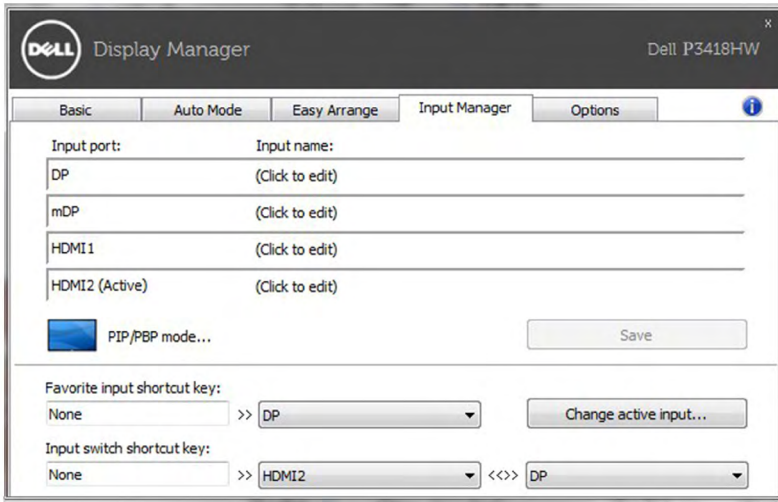 x
DELL Display Manager Dell P3418HW
Basic Auto Mode Easy Arrange Input Manager Options i
Input port: Input name:
DP (Click to edit)
mDP (Click to edit)
HDMI1 (Click to edit)
HDMI2 (Active) (Click to edit)
PIP/PBP mode... Save
Favorite input shortcut key:
None >> DP Change active input...
Input switch shortcut key:
None >> HDMI2 <<>> DP